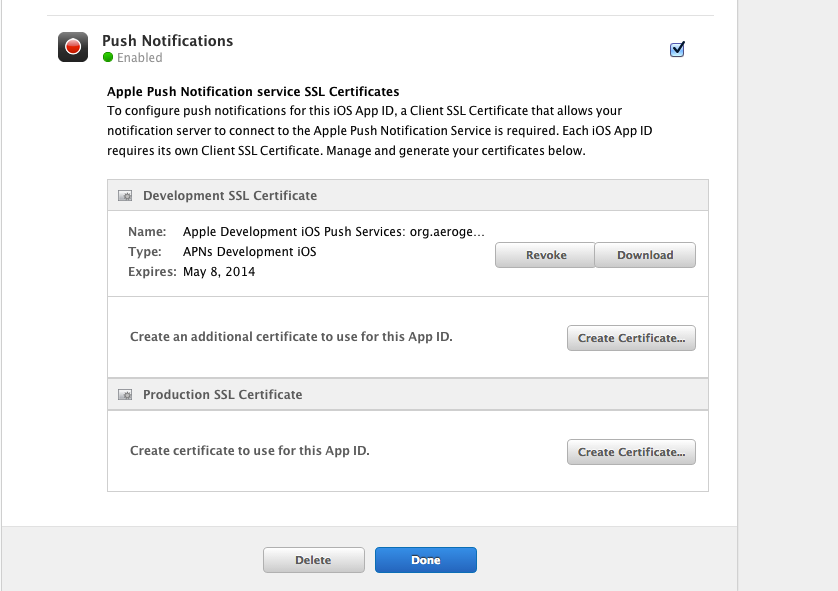 Push Notifications
Enabled
Apple Push Notification service SSL Certificates
To configure push notifications for this iOS App ID, a Client SSL Certificate that allows your
notification server to connect to the Apple Push Notification Service is required. Each iOS App ID
requires its own Client SSL Certificate. Manage and generate your certificates below.
Development SSL Certificate
Name: Apple Development iOS Push Services: org.aeroge...
Type: APNs Development iOS
Expires: May 8, 2014
Revoke Download
Create an additional certificate to use for this App ID. Create Certificate...
Production SSL Certificate
Create certificate to use for this App ID. Create Certificate...
Delete Done